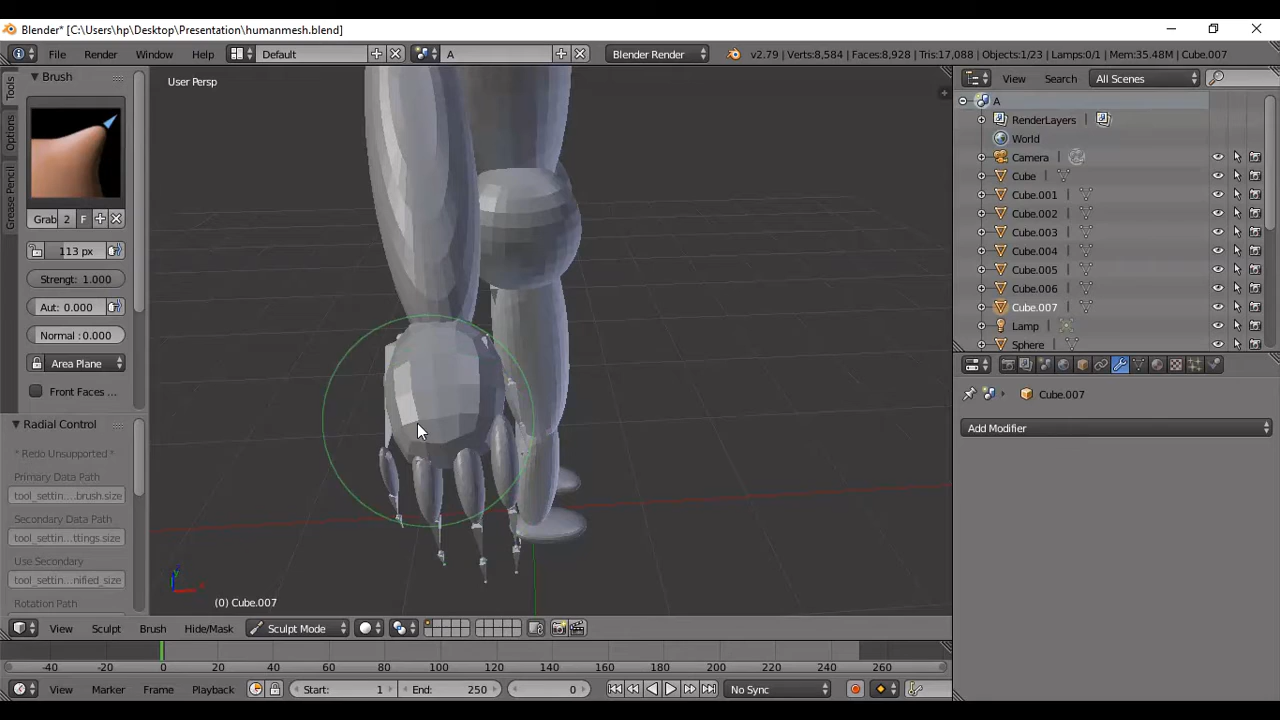 Blender* [C:\Users\hp\Desktop\Presentation\humanmesh.blend]
File Render Window Help Default A Blender Render v2.79 | Verts:8,584 | Faces:8,928 | Tris:17,088 | Objects:1/23 | Lamps:0/1 | Mem:35.48M | Cube.007
Tools
Options
Grease Pencil
Brush
Grab 2 F
113 px
Strengt: 1.000
Aut: 0.000
Normal: 0.000
Area Plane
Front Faces ...
Radial Control
* Redo Unsupported *
Primary Data Path
tool_settin....brush.size
Secondary Data Path
tool_settin...ttings.size
Use Secondary
tool_settin...nified_size
Rotation Path
User Persp
(0) Cube.007
View Sculpt Brush Hide/Mask Sculpt Mode
View Search All Scenes
A
RenderLayers
World
Camera
Cube
Cube.001
Cube.002
Cube.003
Cube.004
Cube.005
Cube.006
Cube.007
Lamp
Sphere
Cube.007
Add Modifier
-40 -20 0 20 40 60 80 100 120 140 160 180 200 220 240 260
View Marker Frame Playback Start: 1 End: 250 0 No Sync